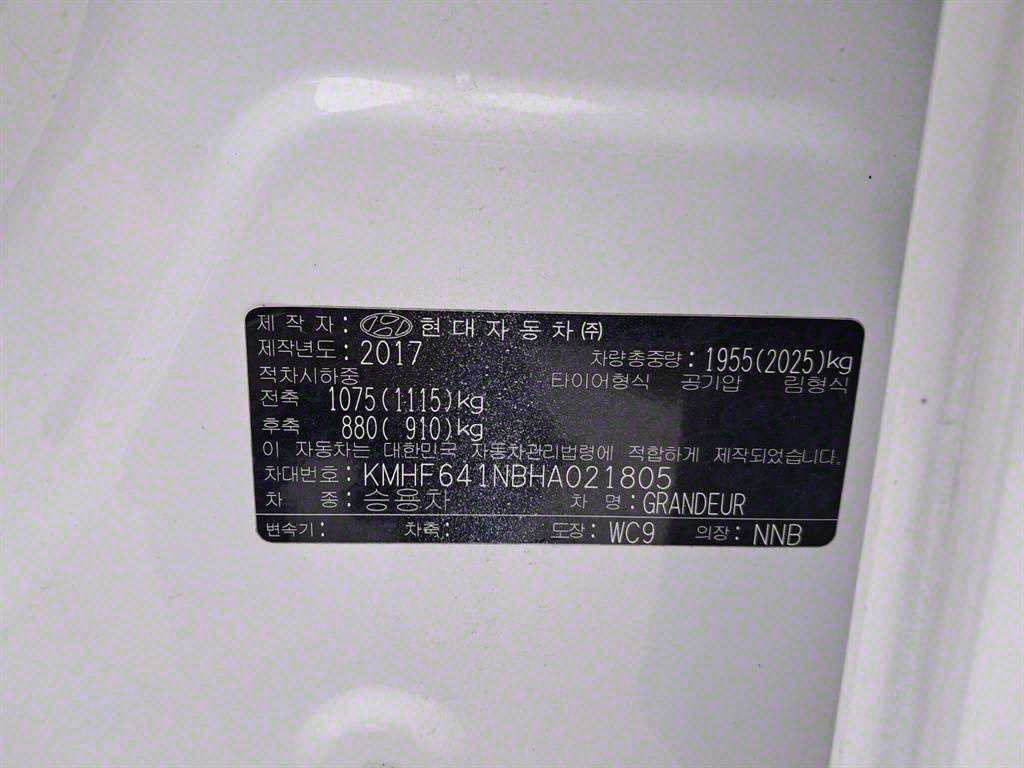 제 작 자 : 현 대 자 동 차 ㈜
제작년도 : 2017 차량총중량 : 1955(2025)kg
적차시하중 타이어형식 공기압 림형식
전축 1075(1115)kg
후축 880( 910)kg
이 자동차는 대한민국 자동차관리법령에 적합하게 제작되었습니다.
차대번호 : KMHF641NBHA021805
차 종 : 승용차 차 명 : GRANDEUR
변속기 : 차축 : 도장 : WC9 의장 : NNB